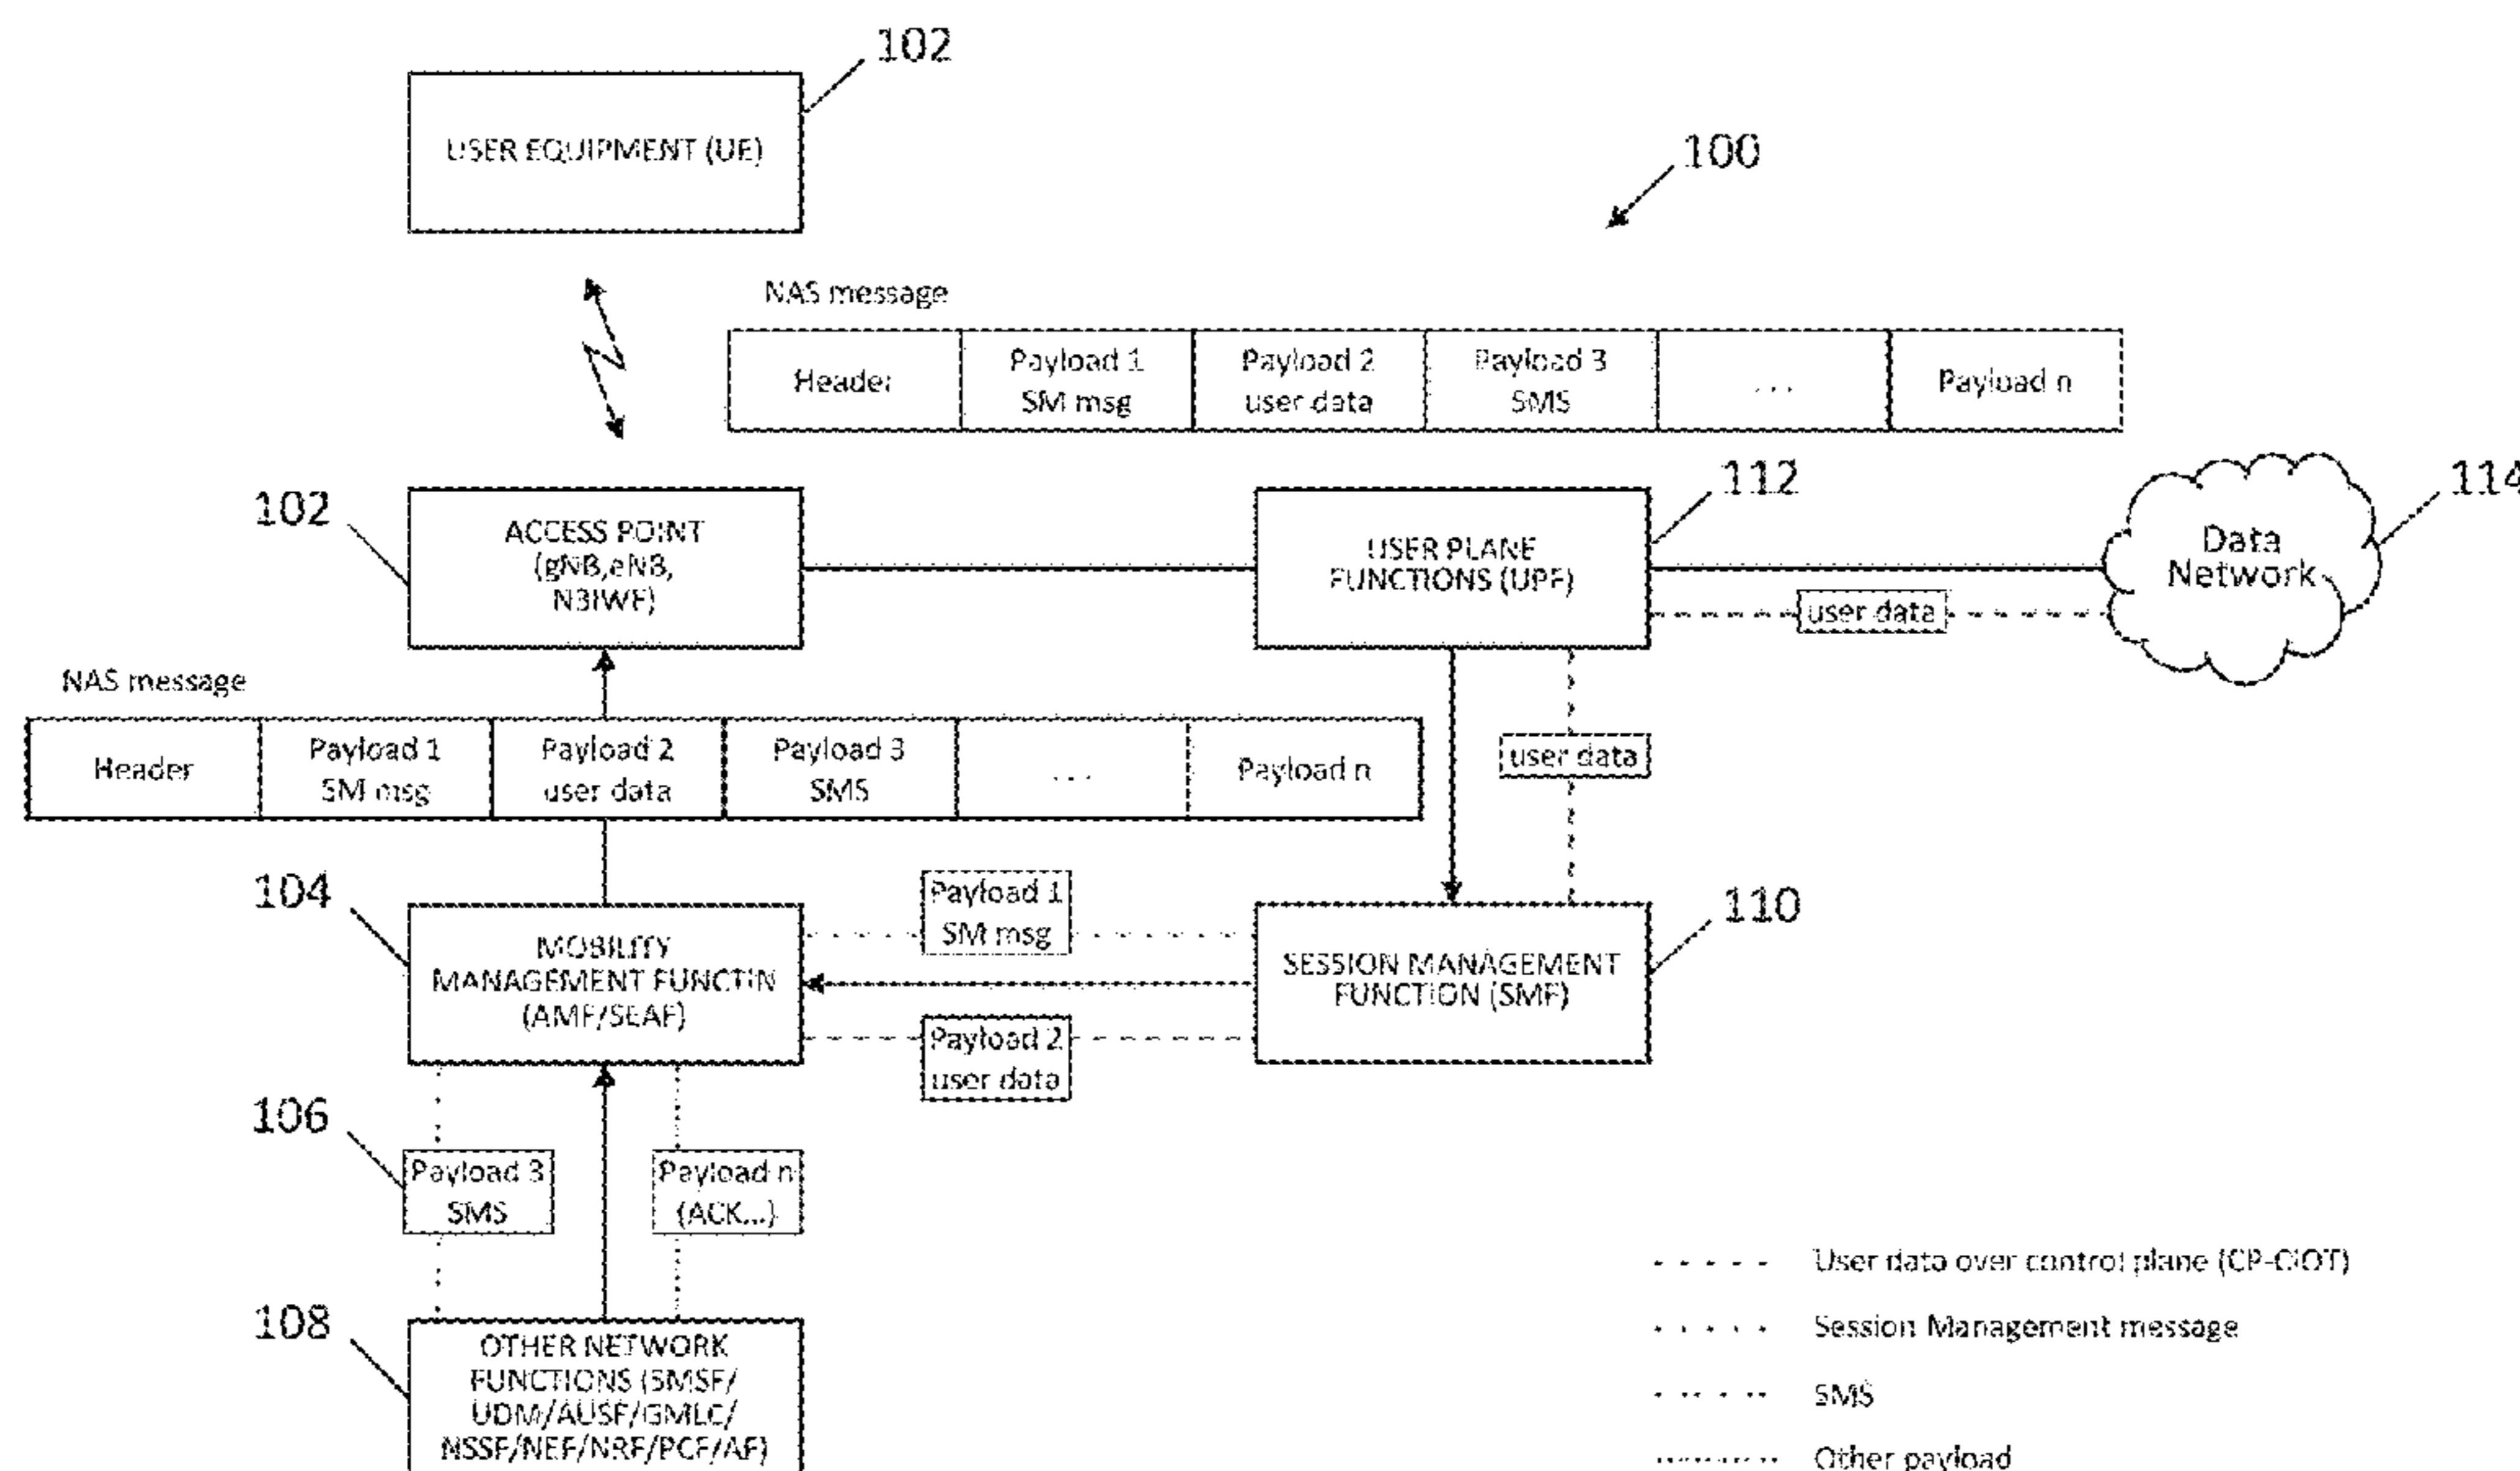 102
USER EQUIPMENT (UE)
100
NAS message
Header
Payload 1
SM msg
Payload 2
user data
Payload 3
SMS
...
Payload n
102
ACCESS POINT
(gNB,eNB,
N3IWF)
112
USER PLANE
FUNCTIONS (UPF)
114
Data
Network
user data
NAS message
Header
Payload 1
SM msg
Payload 2
user data
Payload 3
SMS
...
Payload n
user data
104
MOBILITY
MANAGEMENT FUNCTIN
(AMF/SEAF)
Payload 1
SM msg
110
SESSION MANAGEMENT
FUNCTION (SMF)
Payload 2
user data
106
Payload 3
SMS
Payload n
(ACK...)
108
OTHER NETWORK
FUNCTIONS (SMSF/
UDM/AUSF/GMLC/
NSSF/NEF/NRF/PCF/AF)
User data over control plane (CP-CIOT)
Session Management message
SMS
Other payload